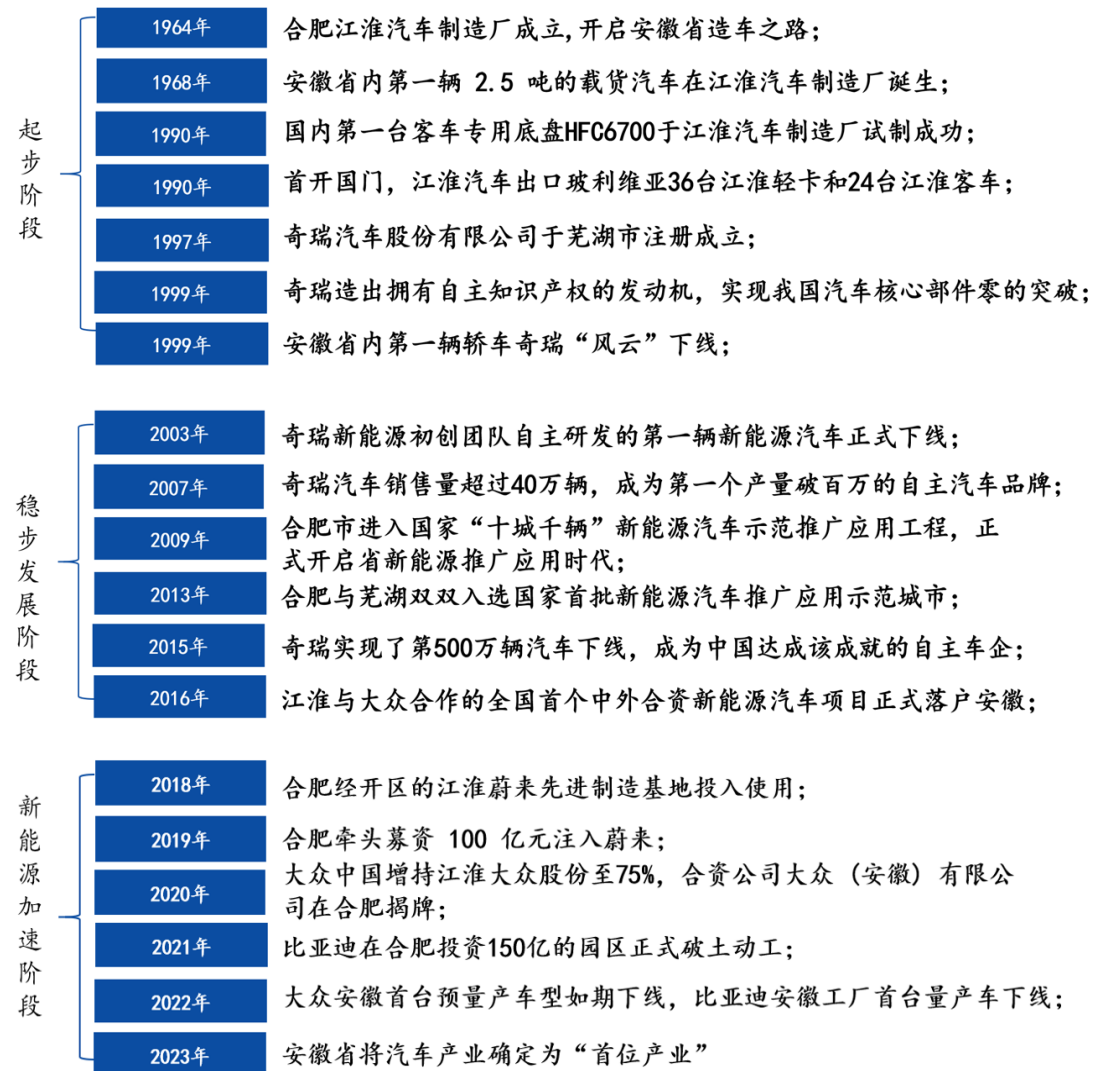 起步阶段
1964年
合肥江淮汽车制造厂成立,开启安徽省造车之路;
1968年
安徽省内第一辆 2.5 吨的载货汽车在江淮汽车制造厂诞生;
1990年
国内第一台客车专用底盘HFC6700于江淮汽车制造厂试制成功;
1990年
首开国门，江淮汽车出口玻利维亚36台江淮轻卡和24台江淮客车;
1997年
奇瑞汽车股份有限公司于芜湖市注册成立;
1999年
奇瑞造出拥有自主知识产权的发动机，实现我国汽车核心部件零的突破;
1999年
安徽省内第一辆轿车奇瑞“风云”下线;
稳步发展阶段
2003年
奇瑞新能源初创团队自主研发的第一辆新能源汽车正式下线;
2007年
奇瑞汽车销售量超过40万辆，成为第一个产量破百万的自主汽车品牌;
2009年
合肥市进入国家“十城千辆”新能源汽车示范推广应用工程，正
式开启省新能源推广应用时代;
2013年
合肥与芜湖双双入选国家首批新能源汽车推广应用示范城市;
2015年
奇瑞实现了第500万辆汽车下线，成为中国达成该成就的自主车企;
2016年
江淮与大众合作的全国首个中外合资新能源汽车项目正式落户安徽;
新能源加速阶段
2018年
合肥经开区的江淮蔚来先进制造基地投入使用;
2019年
合肥牵头募资 100 亿元注入蔚来;
2020年
大众中国增持江淮大众股份至75%，合资公司大众（安徽）有限公
司在合肥揭牌;
2021年
比亚迪在合肥投资150亿的园区正式破土动工;
2022年
大众安徽首台预量产车型如期下线，比亚迪安徽工厂首台量产车下线;
2023年
安徽省将汽车产业确定为“首位产业”